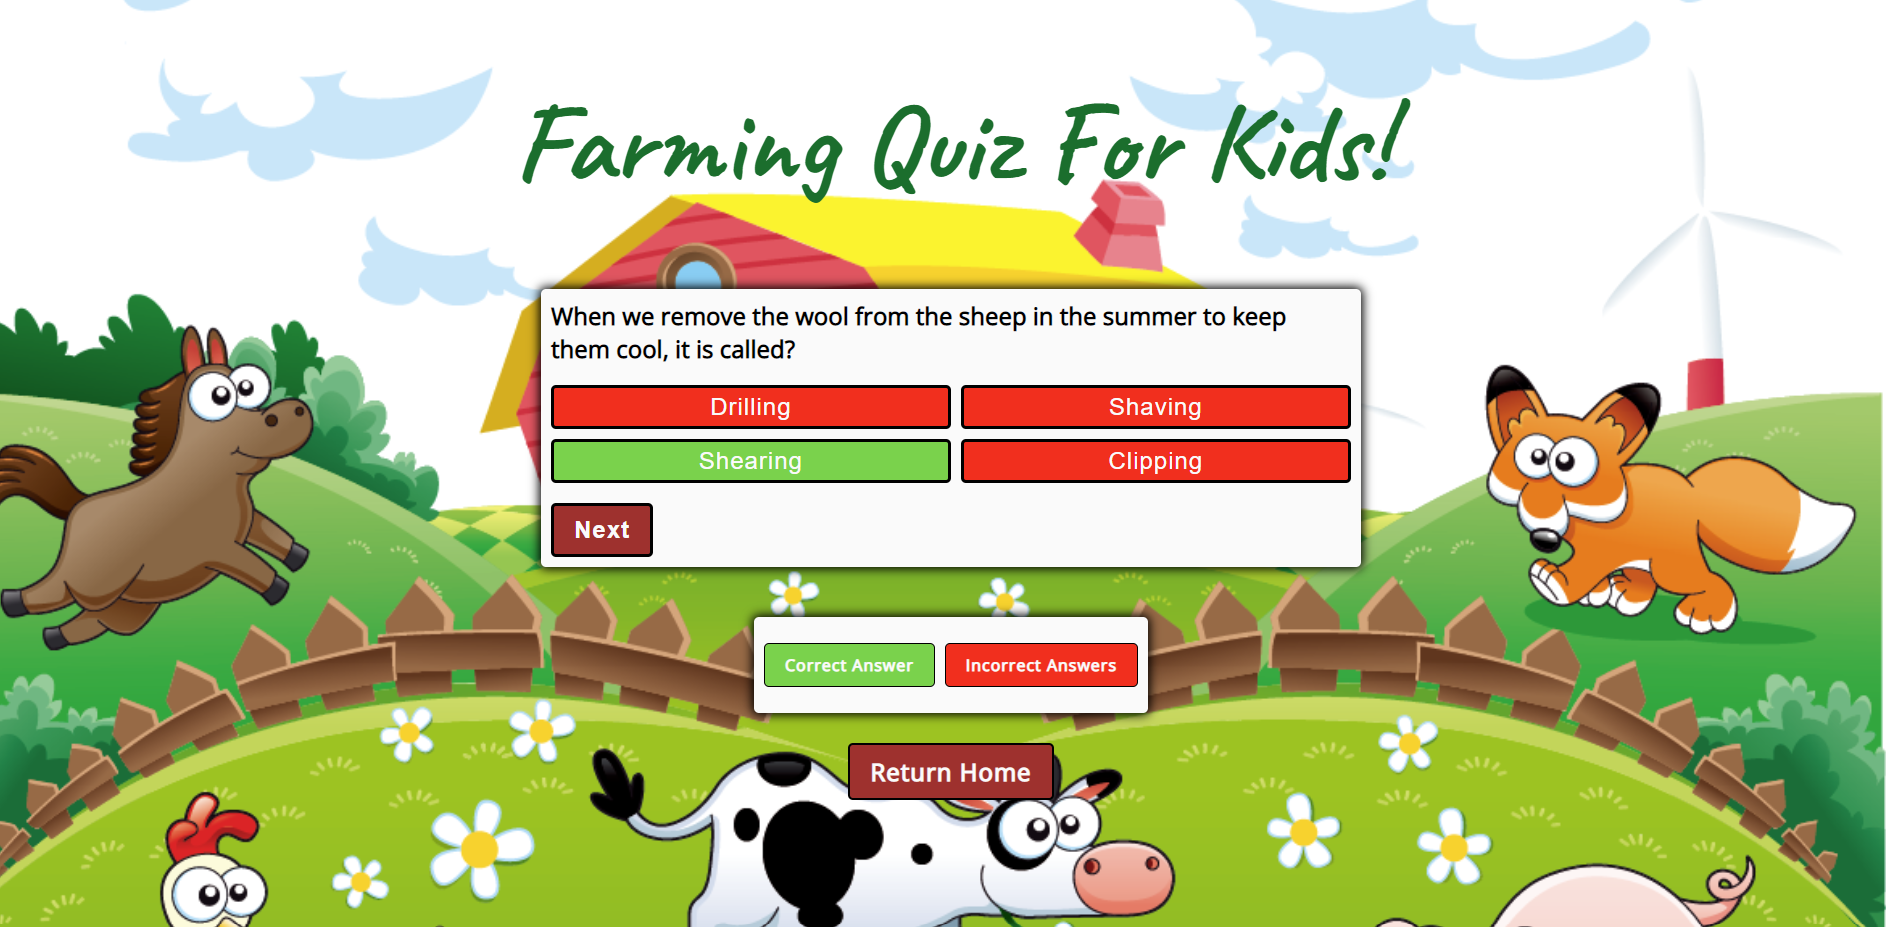 Farming Quiz For Kids!
When we remove the wool from the sheep in the summer to keep
them cool, it is called?
Drilling
Shaving
Shearing
Clipping
Next
Correct Answer
Incorrect Answers
Return Home